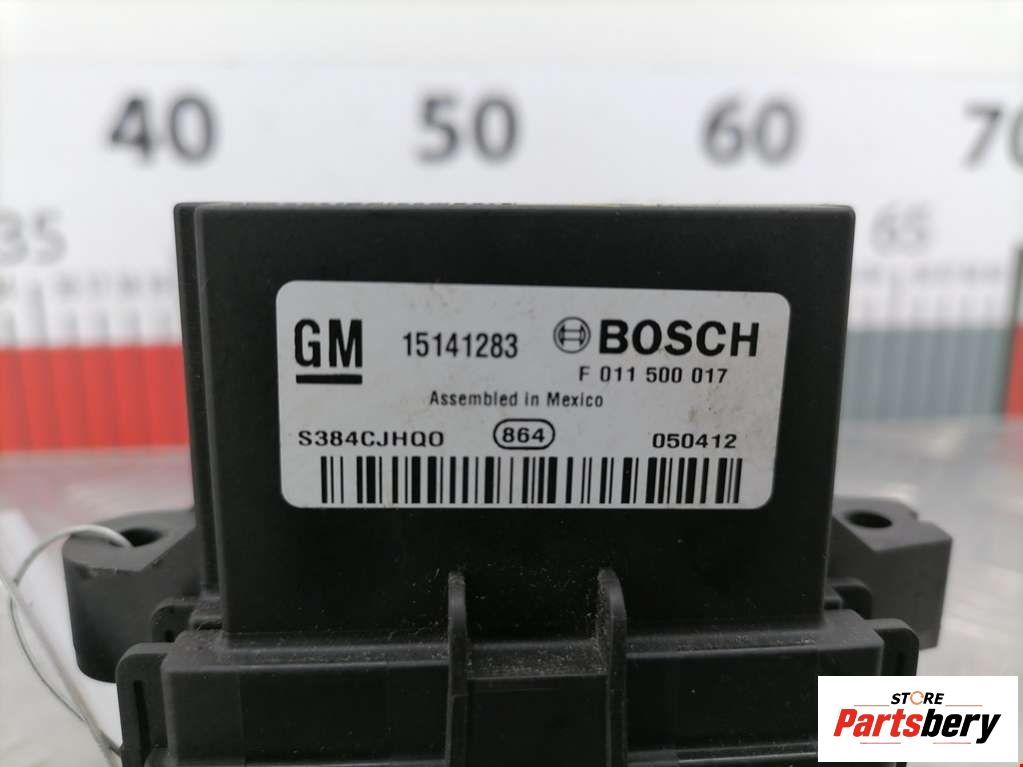 40 50 60 70
35 65
GM 15141283 BOSCH
F 011 500 017
Assembled in Mexico
S384CJHQ0 864 050412
STORE
Partsbery